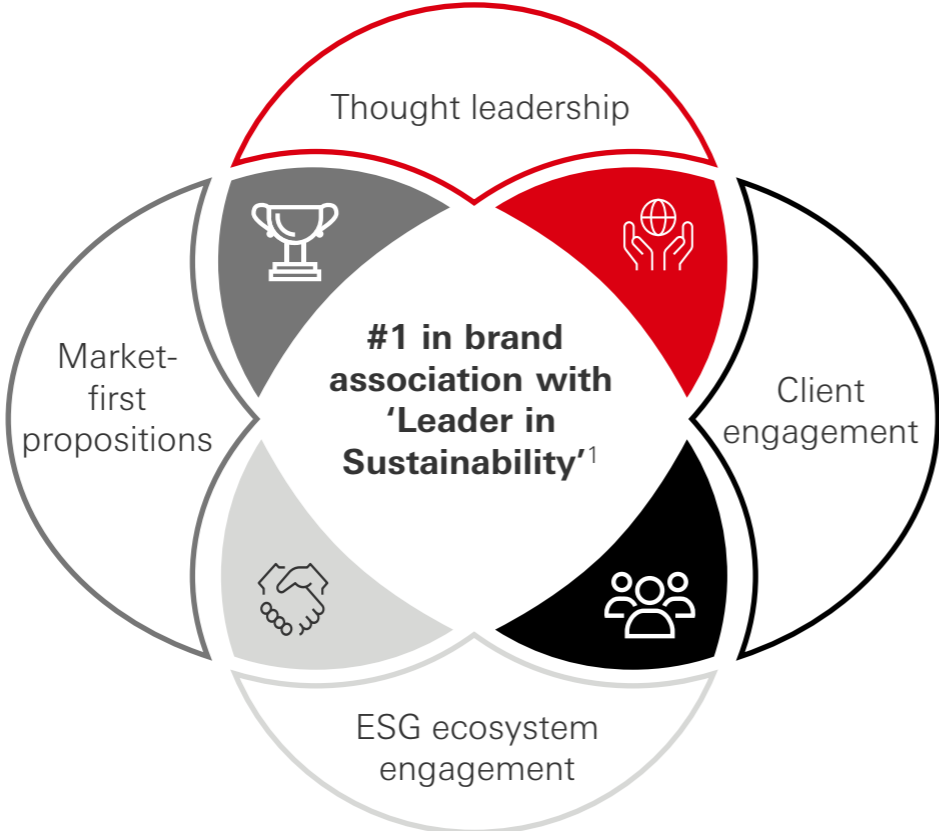 Thought leadership
Market-
first
propositions
#1 in brand
association with
‘Leader in
Sustainability’1
Client
engagement
ESG ecosystem
engagement